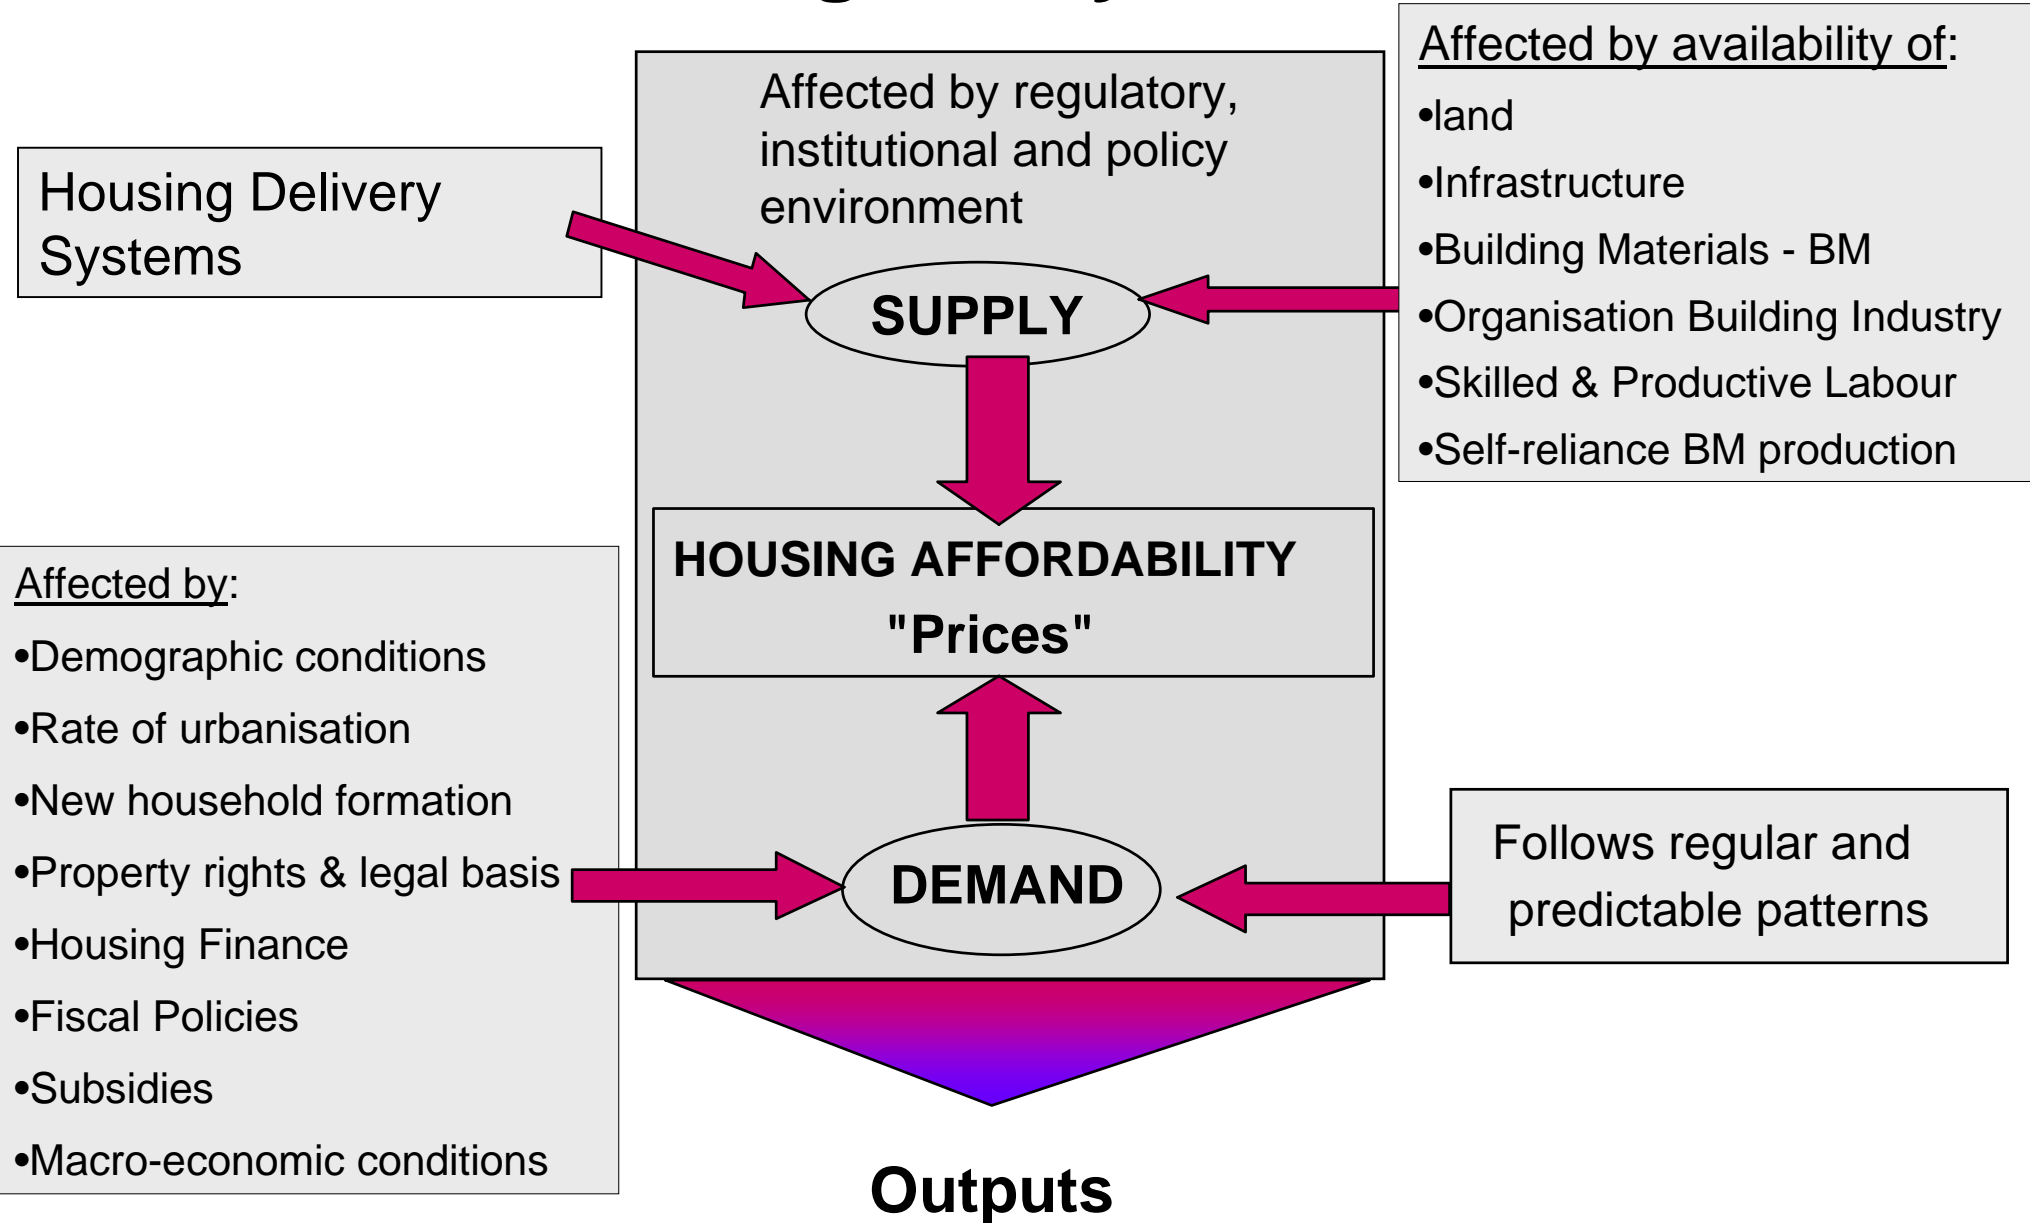 Affected by availability of:
•land
•Infrastructure
•Building Materials - BM
•Organisation Building Industry
•Skilled & Productive Labour
•Self-reliance BM production
Affected by regulatory,
institutional and policy
environment
Housing Delivery
Systems
SUPPLY
HOUSING AFFORDABILITY
"Prices"
Affected by:
•Demographic conditions
•Rate of urbanisation
•New household formation
•Property rights & legal basis
•Housing Finance
•Fiscal Policies
•Subsidies
•Macro-economic conditions
DEMAND
Follows regular and
predictable patterns
Outputs